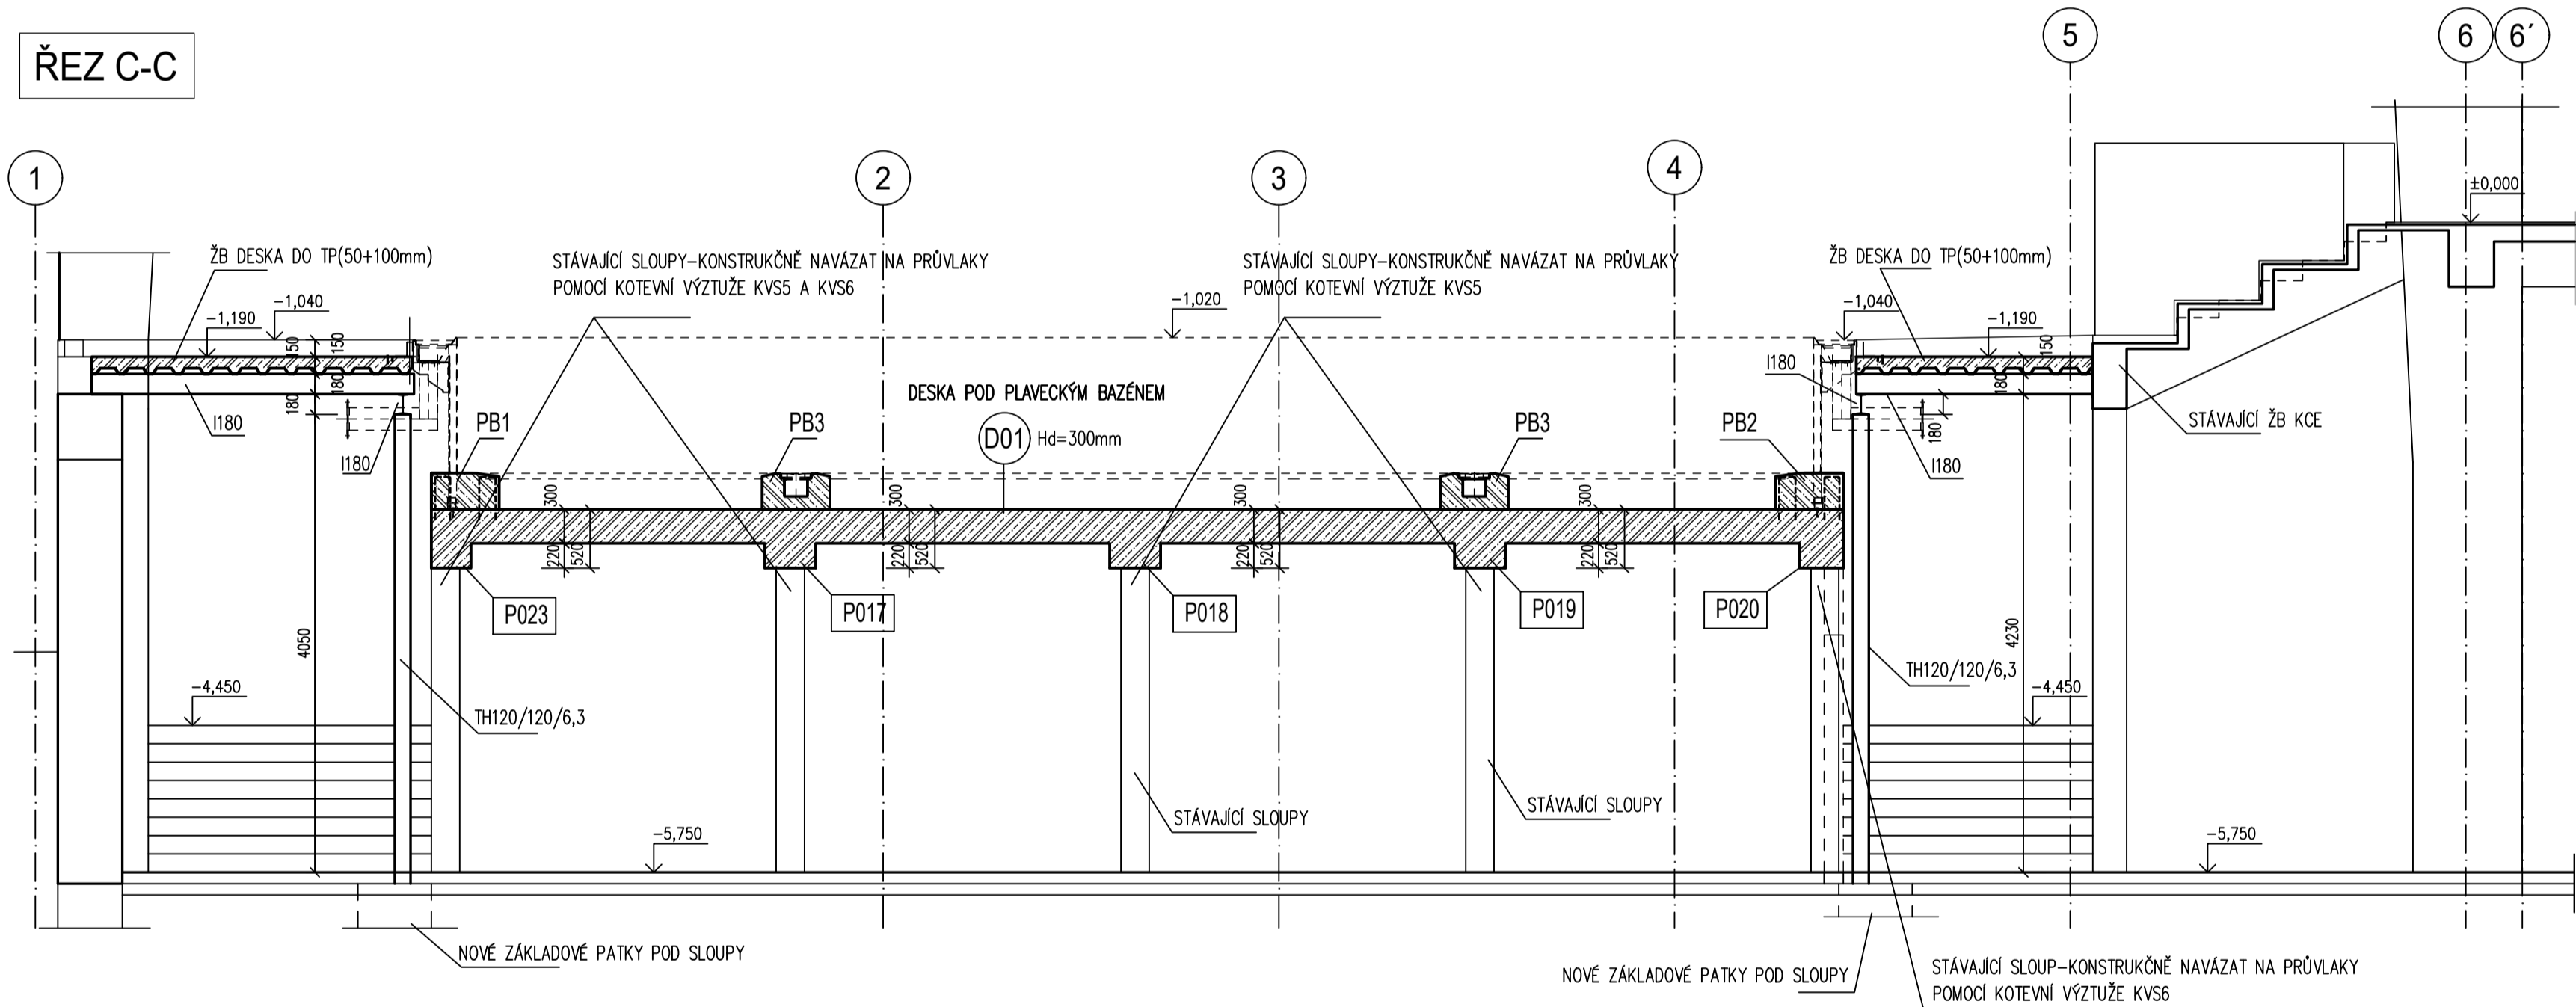 ŘEZ C-C
1
2
3
4
5
6
6´
±0,000
ŽB DESKA DO TP(50+100mm)
STÁVAJÍCÍ SLOUPY-KONSTRUKČNĚ NAVÁZAT NA PRŮVLAKY
POMOCÍ KOTEVNÍ VÝZTUŽE KVS5 A KVS6
STÁVAJÍCÍ SLOUPY-KONSTRUKČNĚ NAVÁZAT NA PRŮVLAKY
POMOCÍ KOTEVNÍ VÝZTUŽE KVS5
ŽB DESKA DO TP(50+100mm)
-1,040
-1,190
150
150
180
180
-1,020
-1,040
-1,190
150
180
180
I180
I180
I180
I180
STÁVAJÍCÍ ŽB KCE
DESKA POD PLAVECKÝM BAZÉNEM
D01
Hd=300mm
PB1
PB3
PB3
PB2
300
220
520
300
220
520
300
220
520
300
220
520
P023
P017
P018
P019
P020
4050
4230
-4,450
-4,450
TH120/120/6,3
TH120/120/6,3
STÁVAJÍCÍ SLOUPY
STÁVAJÍCÍ SLOUPY
-5,750
-5,750
NOVÉ ZÁKLADOVÉ PATKY POD SLOUPY
NOVÉ ZÁKLADOVÉ PATKY POD SLOUPY
STÁVAJÍCÍ SLOUP-KONSTRUKČNĚ NAVÁZAT NA PRŮVLAKY
POMOCÍ KOTEVNÍ VÝZTUŽE KVS6